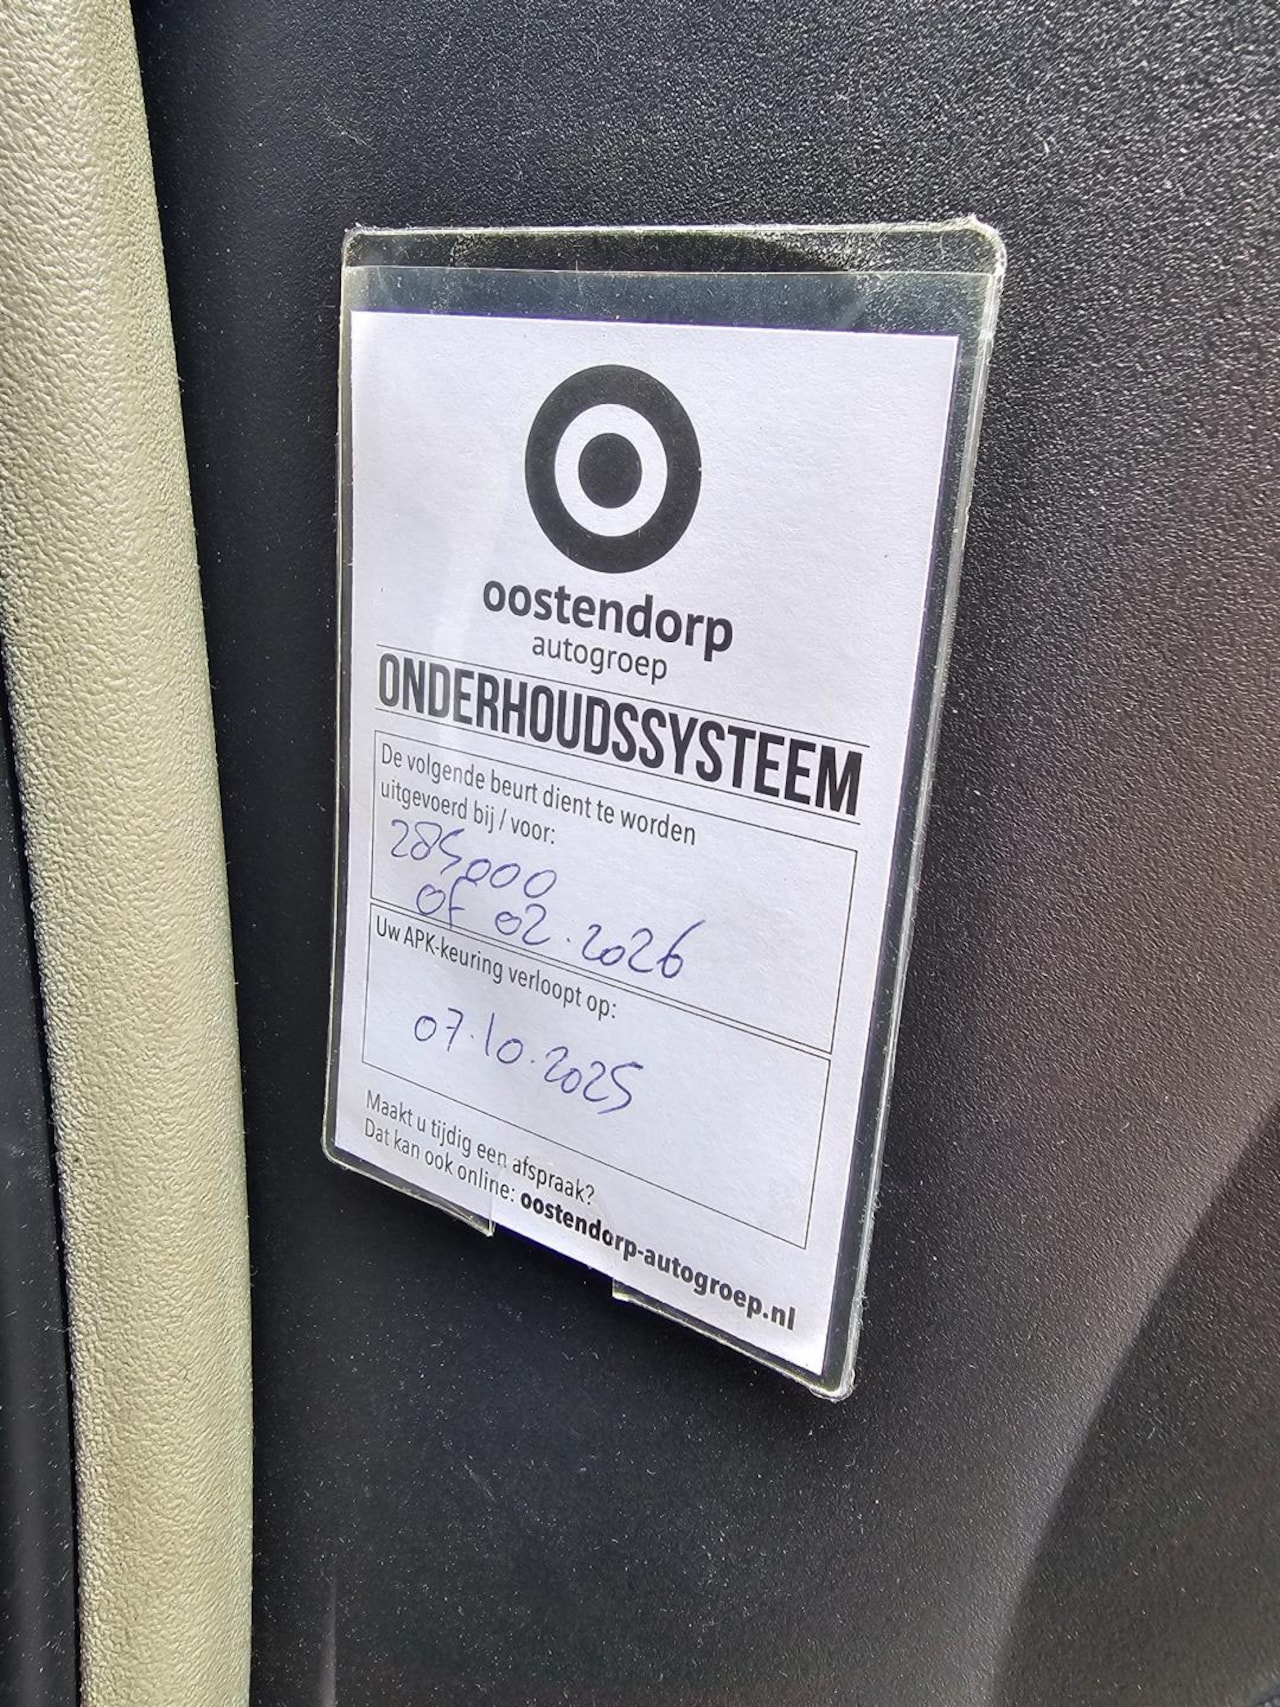 oostendorp
autogroep
ONDERHOUDSSYSTEEM
De volgende beurt dient te worden
uitgevoerd bij / voor:
285000
of 02.2026
Uw APK-keuring verloopt op:
07.10.2025
Maakt u tijdig een afspraak?
Dat kan ook online: oostendorp-autogroep.nl